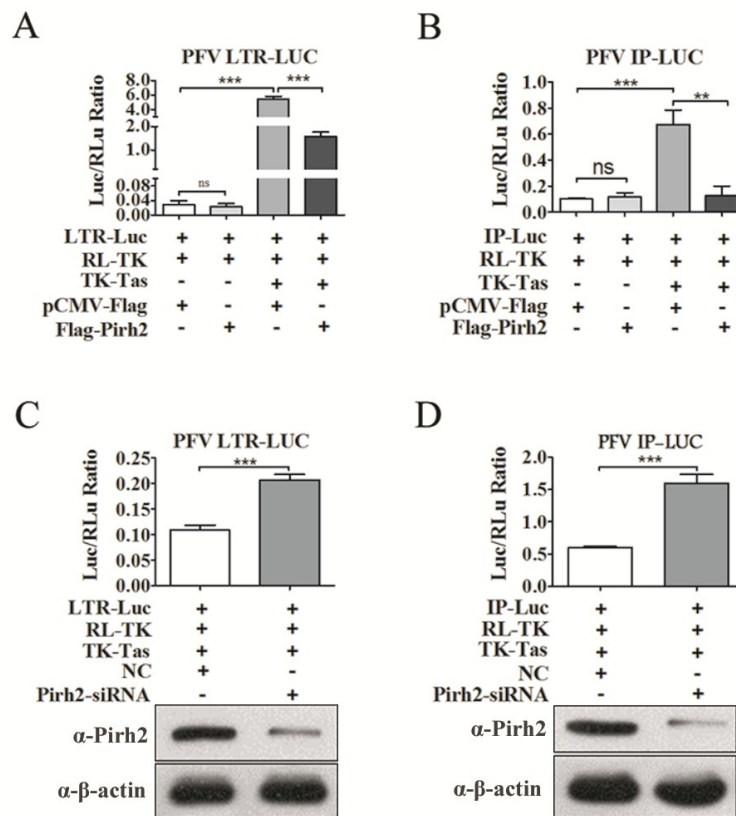 A
PFV LTR-LUC
*** ***
Luc/RLu Ratio
6.0
4.0
2.0
1.0
0.08
0.04
0.00
ns
LTR-Luc + + + +
RL-TK + + + +
TK-Tas - - + +
pCMV-Flag + - + -
Flag-Pirh2 - + - +
B
PFV IP-LUC
***
**
ns
Luc/RLu Ratio
1.0
0.8
0.6
0.4
0.2
0.0
IP-Luc + + + +
RL-TK + + + +
TK-Tas - - + +
pCMV-Flag + - + -
Flag-Pirh2 - + - +
C
PFV LTR-LUC
***
Luc/RLu Ratio
0.25
0.20
0.15
0.10
0.05
0.00
LTR-Luc + +
RL-TK + +
TK-Tas + +
NC + -
Pirh2-siRNA - +
α-Pirh2
α-β-actin
D
PFV IP-LUC
***
Luc/RLu Ratio
2.0
1.5
1.0
0.5
0.0
IP-Luc + +
RL-TK + +
TK-Tas + +
NC + -
Pirh2-siRNA - +
α-Pirh2
α-β-actin